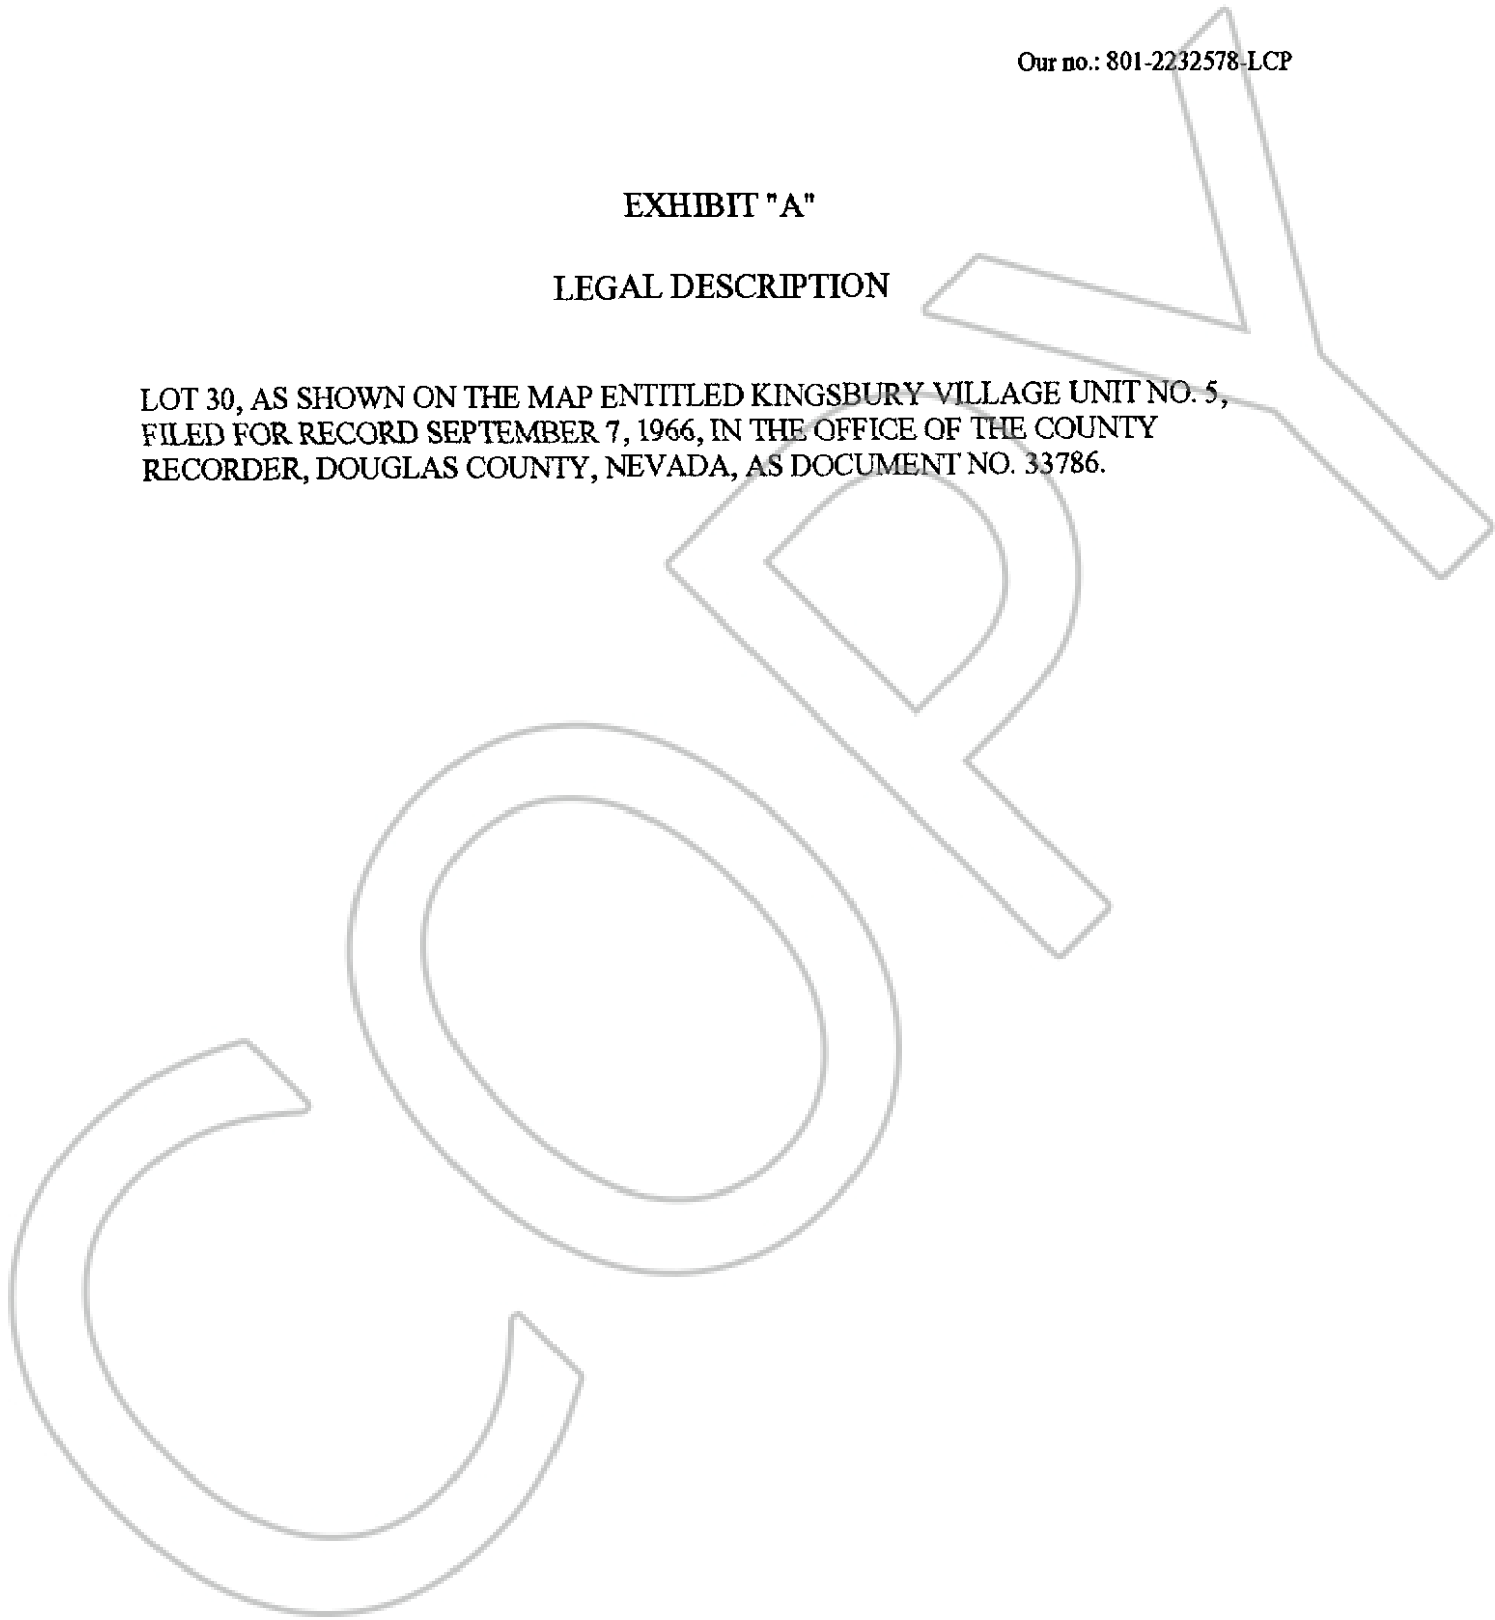 Our no.: 801-2232578-LCP
EXHIBIT "A"
LEGAL DESCRIPTION
LOT 30, AS SHOWN ON THE MAP ENTITLED KINGSBURY VILLAGE UNIT NO. 5,
FILED FOR RECORD SEPTEMBER 7, 1966, IN THE OFFICE OF THE COUNTY
RECORDER, DOUGLAS COUNTY, NEVADA, AS DOCUMENT NO. 33786.
COPY